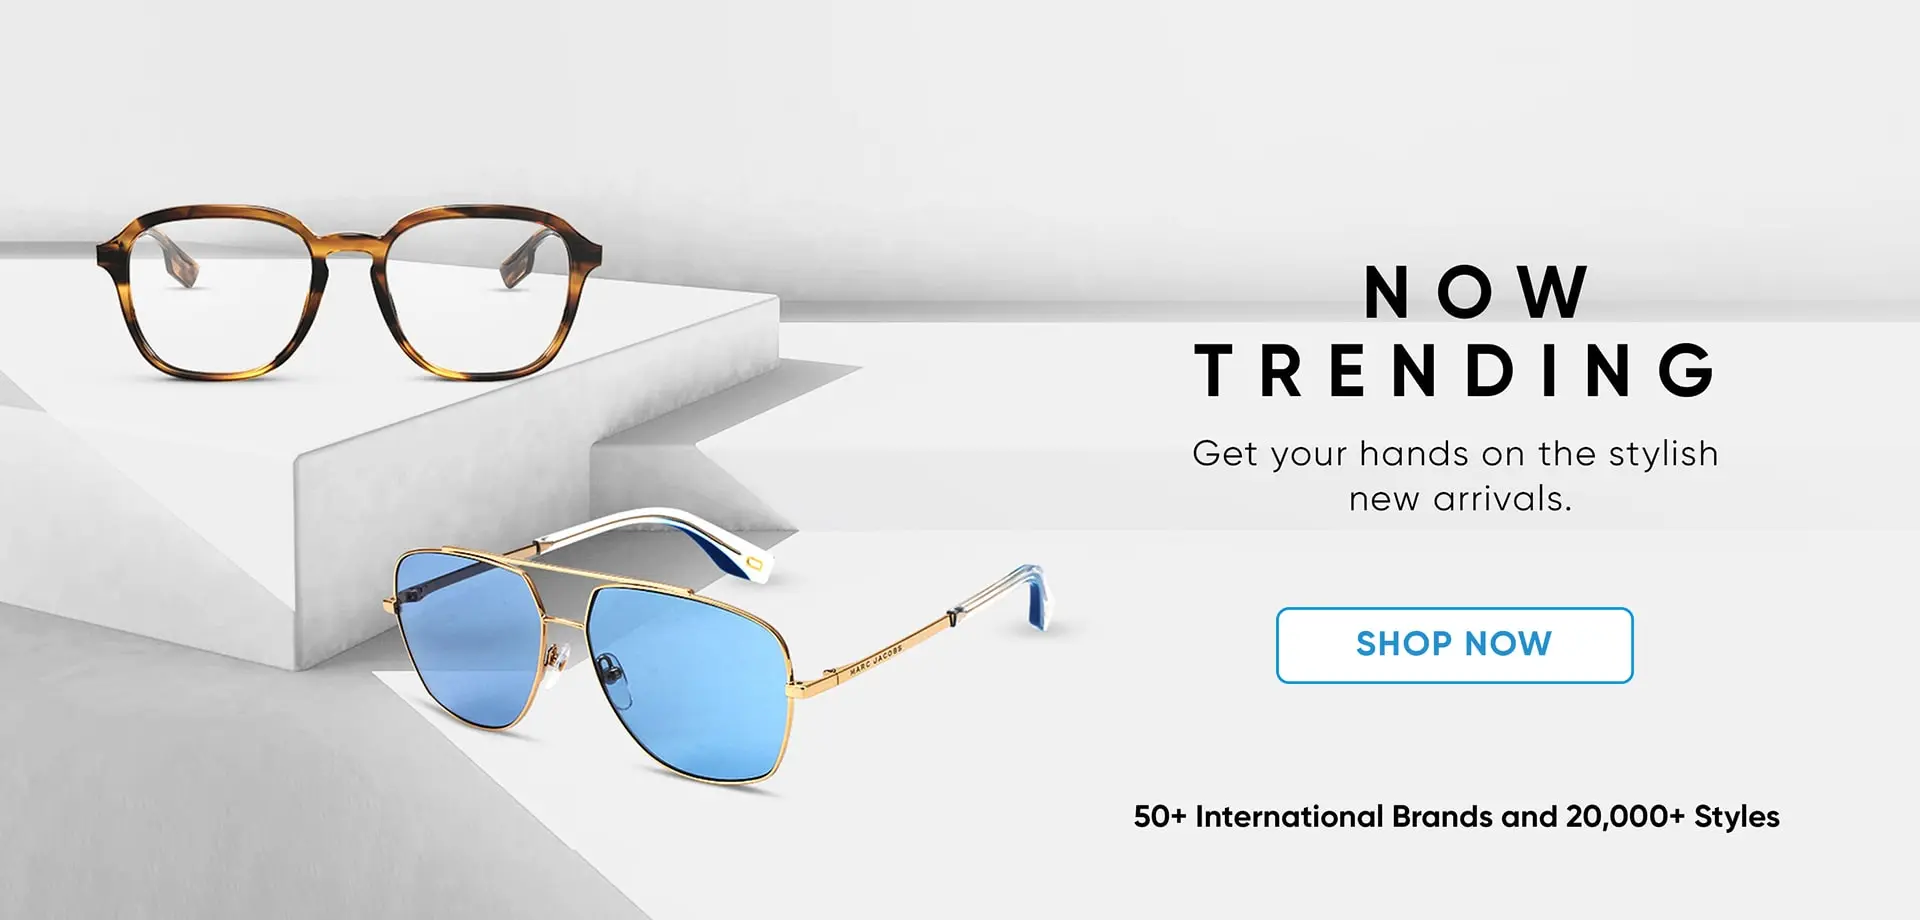 NOW
TRENDING
Get your hands on the stylish
new arrivals.
MARC JACOBS
SHOP NOW
50+ International Brands and 20,000+ Styles